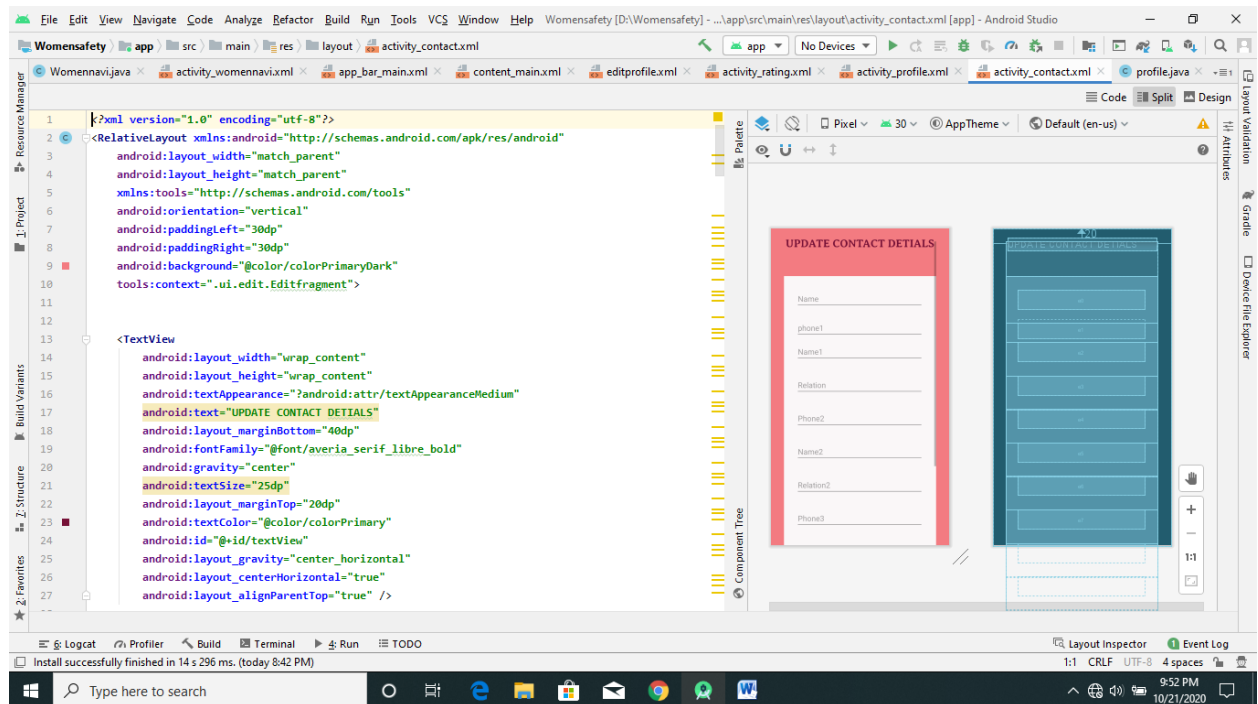 File Edit View Navigate Code Analyze Refactor Build Run Tools VCS Window Help Womensafety [D:\Womensafety] - ...\app\src\main\res\layout\activity_contact.xml [app] - Android Studio
Womensafety app src main res layout activity_contact.xml app No Devices
Womennavi.java activity_womennavi.xml app_bar_main.xml content_main.xml editprofile.xml activity_rating.xml activity_profile.xml activity_contact.xml profile.java
Code Split Design
1 <?xml version="1.0" encoding="utf-8"?>
2 <RelativeLayout xmlns:android="http://schemas.android.com/apk/res/android"
3 android:layout_width="match_parent"
4 android:layout_height="match_parent"
5 xmlns:tools="http://schemas.android.com/tools"
6 android:orientation="vertical"
7 android:paddingLeft="30dp"
8 android:paddingRight="30dp"
9 android:background="@color/colorPrimaryDark"
10 tools:context=".ui.edit.Editfragment">
11
12
13 <TextView
14 android:layout_width="wrap_content"
15 android:layout_height="wrap_content"
16 android:textAppearance="?android:attr/textAppearanceMedium"
17 android:text="UPDATE CONTACT DETIALS"
18 android:layout_marginBottom="40dp"
19 android:fontFamily="@font/averia_serif_libre_bold"
20 android:gravity="center"
21 android:textSize="25dp"
22 android:layout_marginTop="20dp"
23 android:textColor="@color/colorPrimary"
24 android:id="@+id/textView"
25 android:layout_gravity="center_horizontal"
26 android:layout_centerHorizontal="true"
27 android:layout_alignParentTop="true" />
Resource Manager
1: Project
Build Variants
7: Structure
2: Favorites
Palette
Component Tree
Pixel 30 AppTheme Default (en-us)
UPDATE CONTACT DETIALS
Name
phone1
Name1
Relation
Phone2
Name2
Relation2
Phone3
20
UPDATE CONTACT DETIALS
1:1
Attributes
Layout Validation
Gradle
Device File Explorer
6: Logcat Profiler Build Terminal 4: Run TODO Layout Inspector 1 Event Log
Install successfully finished in 14 s 296 ms. (today 8:42 PM) 1:1 CRLF UTF-8 4 spaces
Type here to search 9:52 PM
10/21/2020